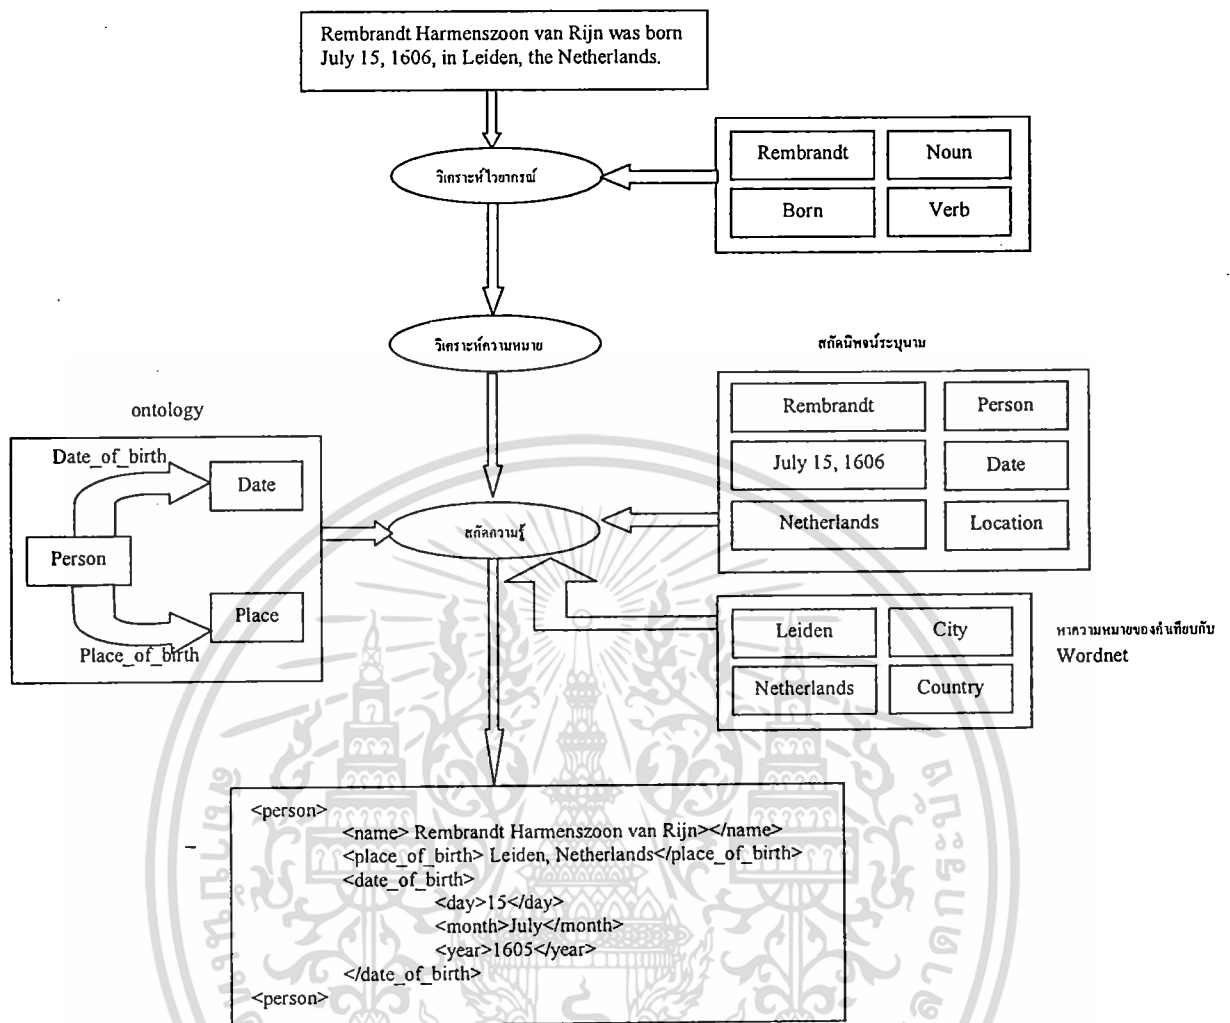 Rembrandt Harmenszoon van Rijn was born
July 15, 1606, in Leiden, the Netherlands.
วิเคราะห์ไวยากรณ์
Rembrandt
Noun
Born
Verb
วิเคราะห์ความหมาย
สกัดนิพจน์ระบุนาม
Rembrandt
Person
July 15, 1606
Date
Netherlands
Location
ontology
Date_of_birth
Date
Person
Place
Place_of_birth
สกัดความรู้
Leiden
City
Netherlands
Country
หาความหมายของคำเทียบกับ
Wordnet
<person>
<name> Rembrandt Harmenszoon van Rijn></name>
<place_of_birth> Leiden, Netherlands</place_of_birth>
<date_of_birth>
<day>15</day>
<month>July</month>
<year>1605</year>
</date_of_birth>
<person>